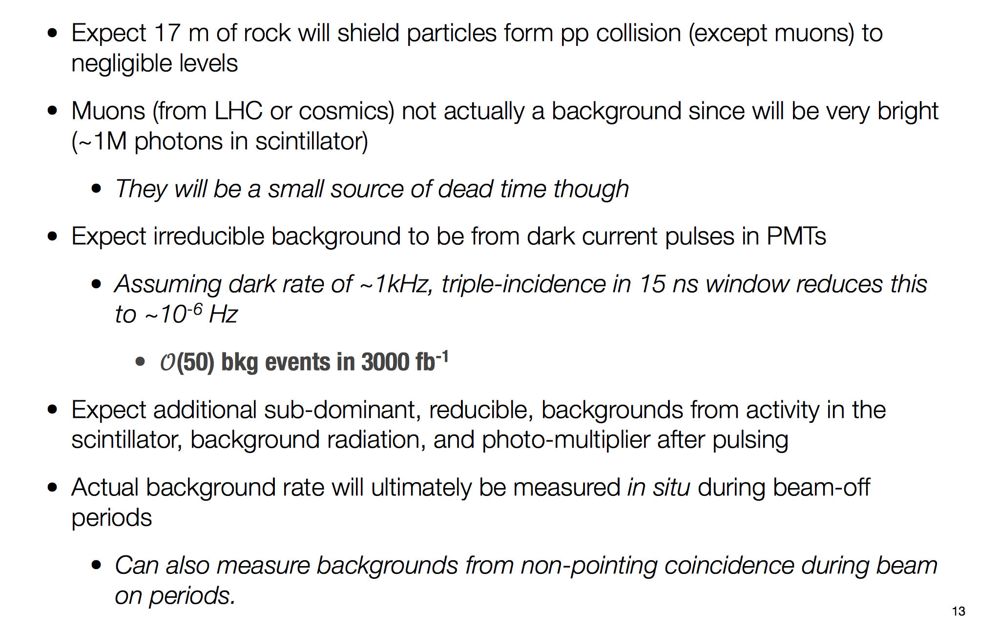 • Expect 17 m of rock will shield particles form pp collision (except muons) to
negligible levels
• Muons (from LHC or cosmics) not actually a background since will be very bright
(~1M photons in scintillator)
• They will be a small source of dead time though
• Expect irreducible background to be from dark current pulses in PMTs
• Assuming dark rate of ~1kHz, triple-incidence in 15 ns window reduces this
to ~10⁻⁶ Hz
• 𝒪(50) bkg events in 3000 fb⁻¹
• Expect additional sub-dominant, reducible, backgrounds from activity in the
scintillator, background radiation, and photo-multiplier after pulsing
• Actual background rate will ultimately be measured in situ during beam-off
periods
• Can also measure backgrounds from non-pointing coincidence during beam
on periods.
13